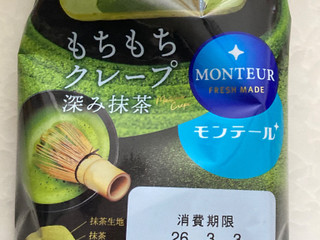 もちもち
クレープ
深み抹茶
MONTEUR
FRESH MADE
モンテール
抹茶生地
抹茶
消費期限
26. 3. 3